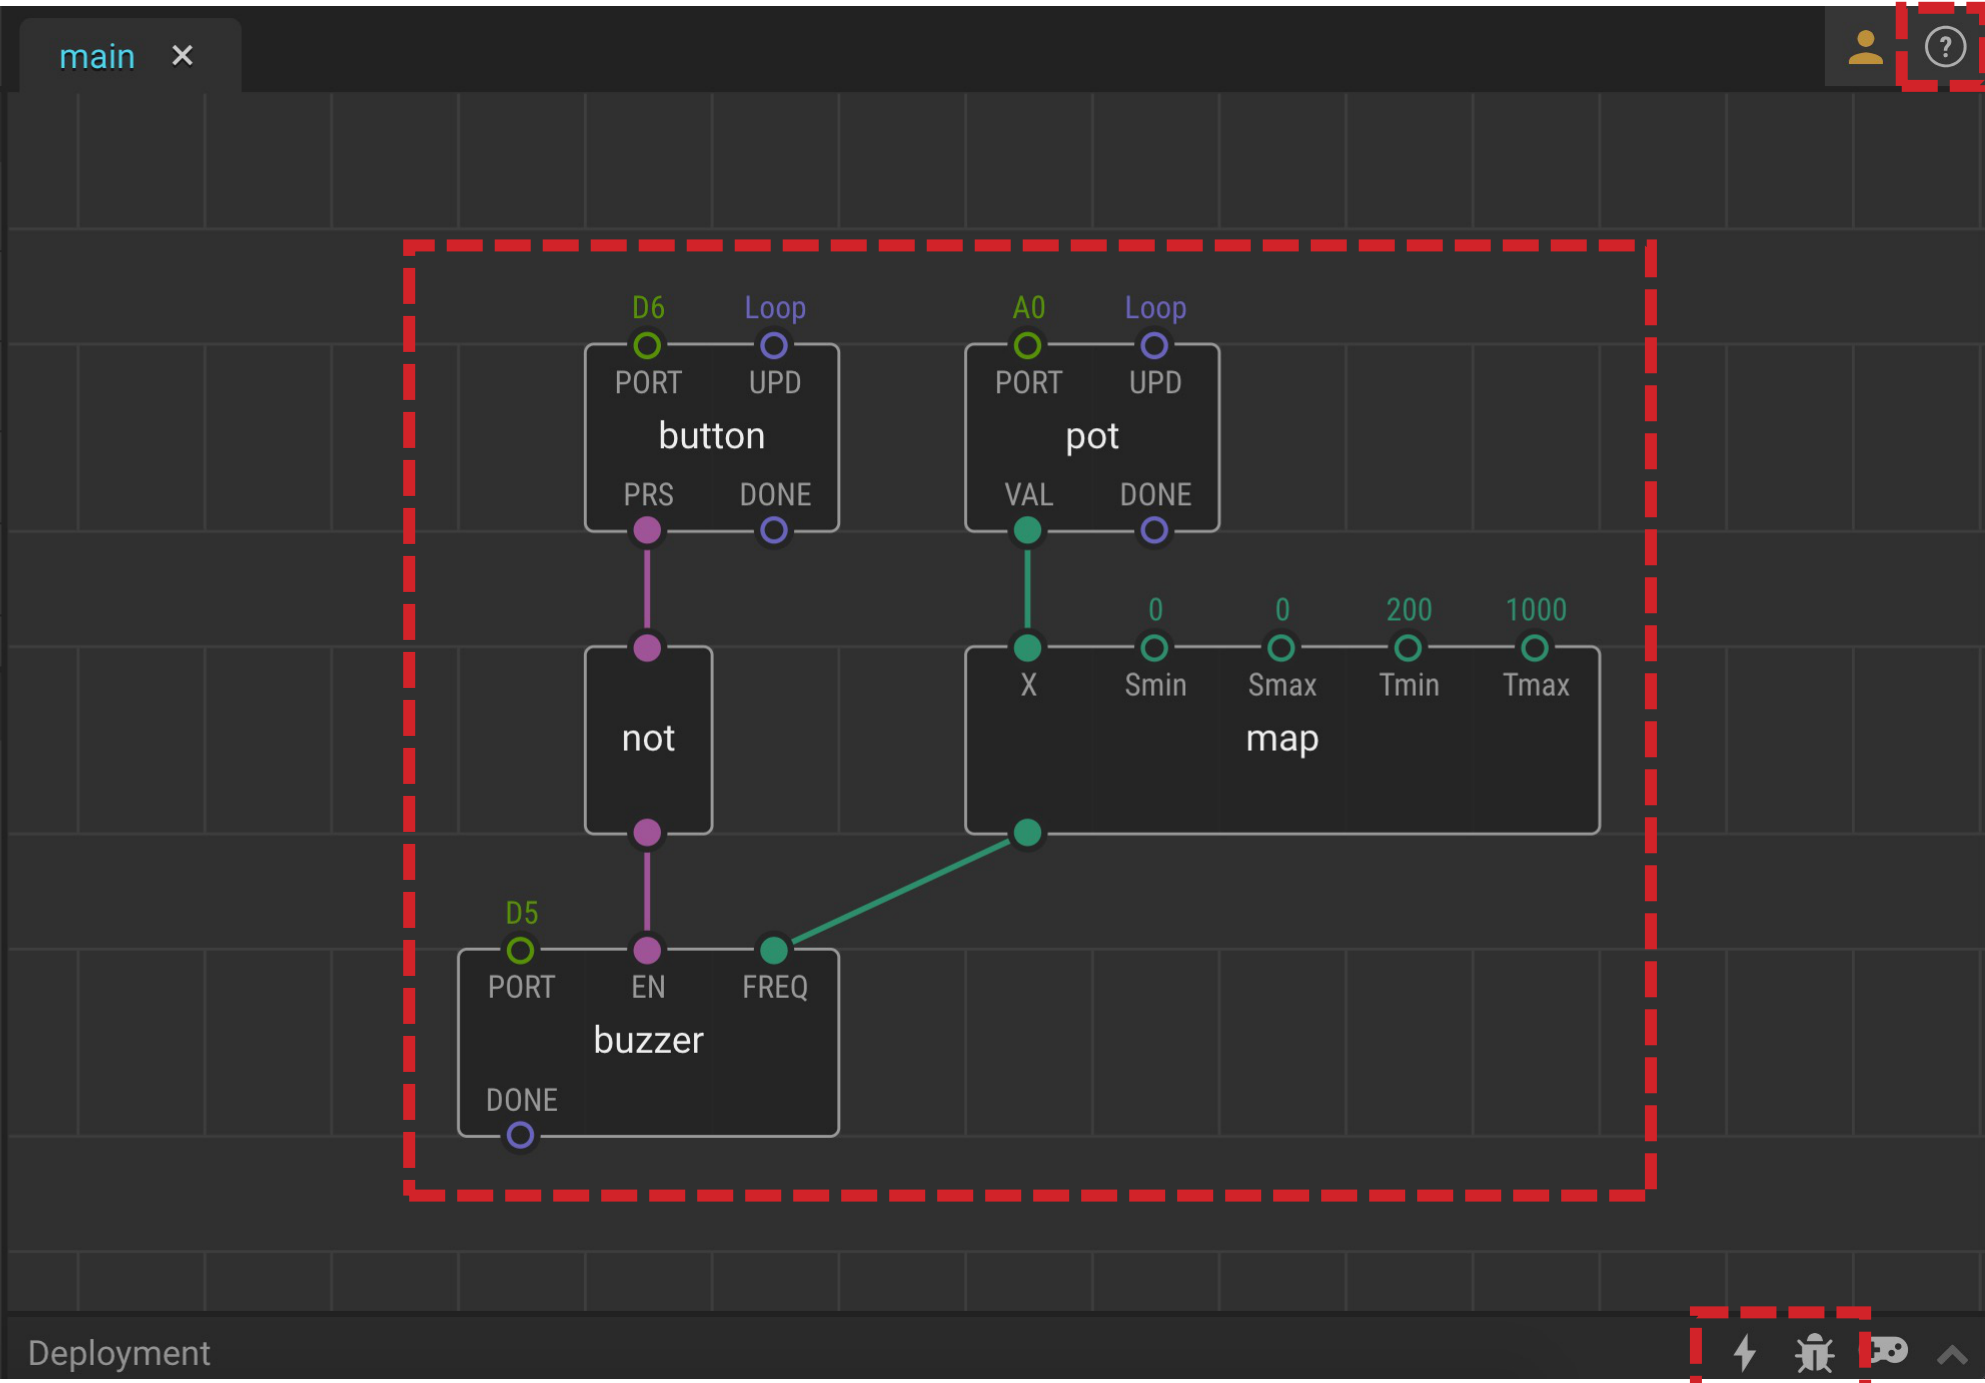 main ×
?
D6 Loop A0 Loop
PORT UPD PORT UPD
button pot
PRS DONE VAL DONE
0 0 200 1000
X Smin Smax Tmin Tmax
not map
D5
PORT EN FREQ
buzzer
DONE
Deployment